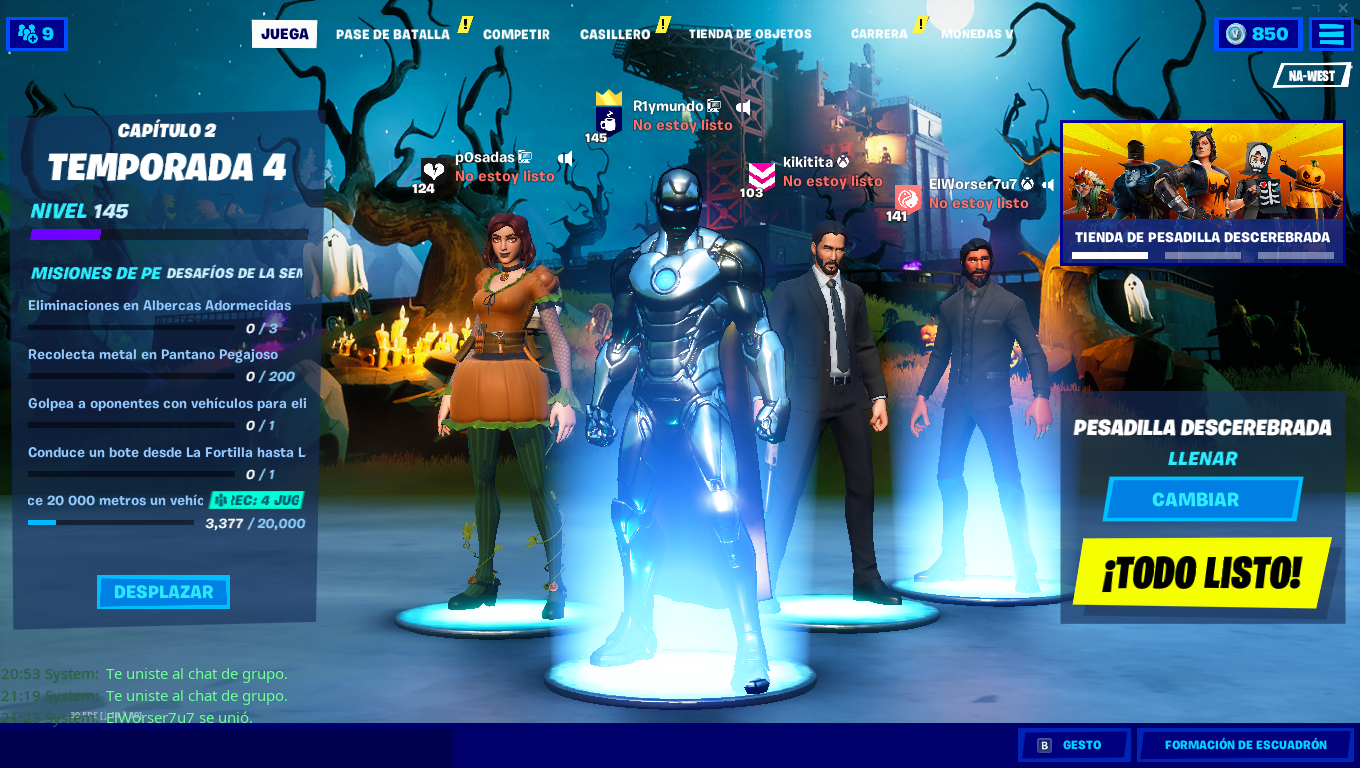 9
JUEGA
PASE DE BATALLA
!
COMPETIR
CASILLERO
!
TIENDA DE OBJETOS
CARRERA
!
MONEDAS V
V
850
NA-WEST
CAPÍTULO 2
TEMPORADA 4
NIVEL 145
MISIONES DE PE DESAFÍOS DE LA SEM
Eliminaciones en Albercas Adormecidas
0 / 3
Recolecta metal en Pantano Pegajoso
0 / 200
Golpea a oponentes con vehículos para eli
0 / 1
Conduce un bote desde La Fortilla hasta L
0 / 1
ce 20 000 metros un vehíc REC: 4 JUG
3,377 / 20,000
DESPLAZAR
R1ymundo
No estoy listo
145
p0sadas
No estoy listo
124
kikitita
No estoy listo
103
ElWorser7u7
No estoy listo
141
TIENDA DE PESADILLA DESCEREBRADA
PESADILLA DESCEREBRADA
LLENAR
CAMBIAR
¡TODO LISTO!
20:53 System: Te uniste al chat de grupo.
21:19 System: Te uniste al chat de grupo.
21:23 System: ElWorser7u7 se unió.
B GESTO
FORMACIÓN DE ESCUADRÓN